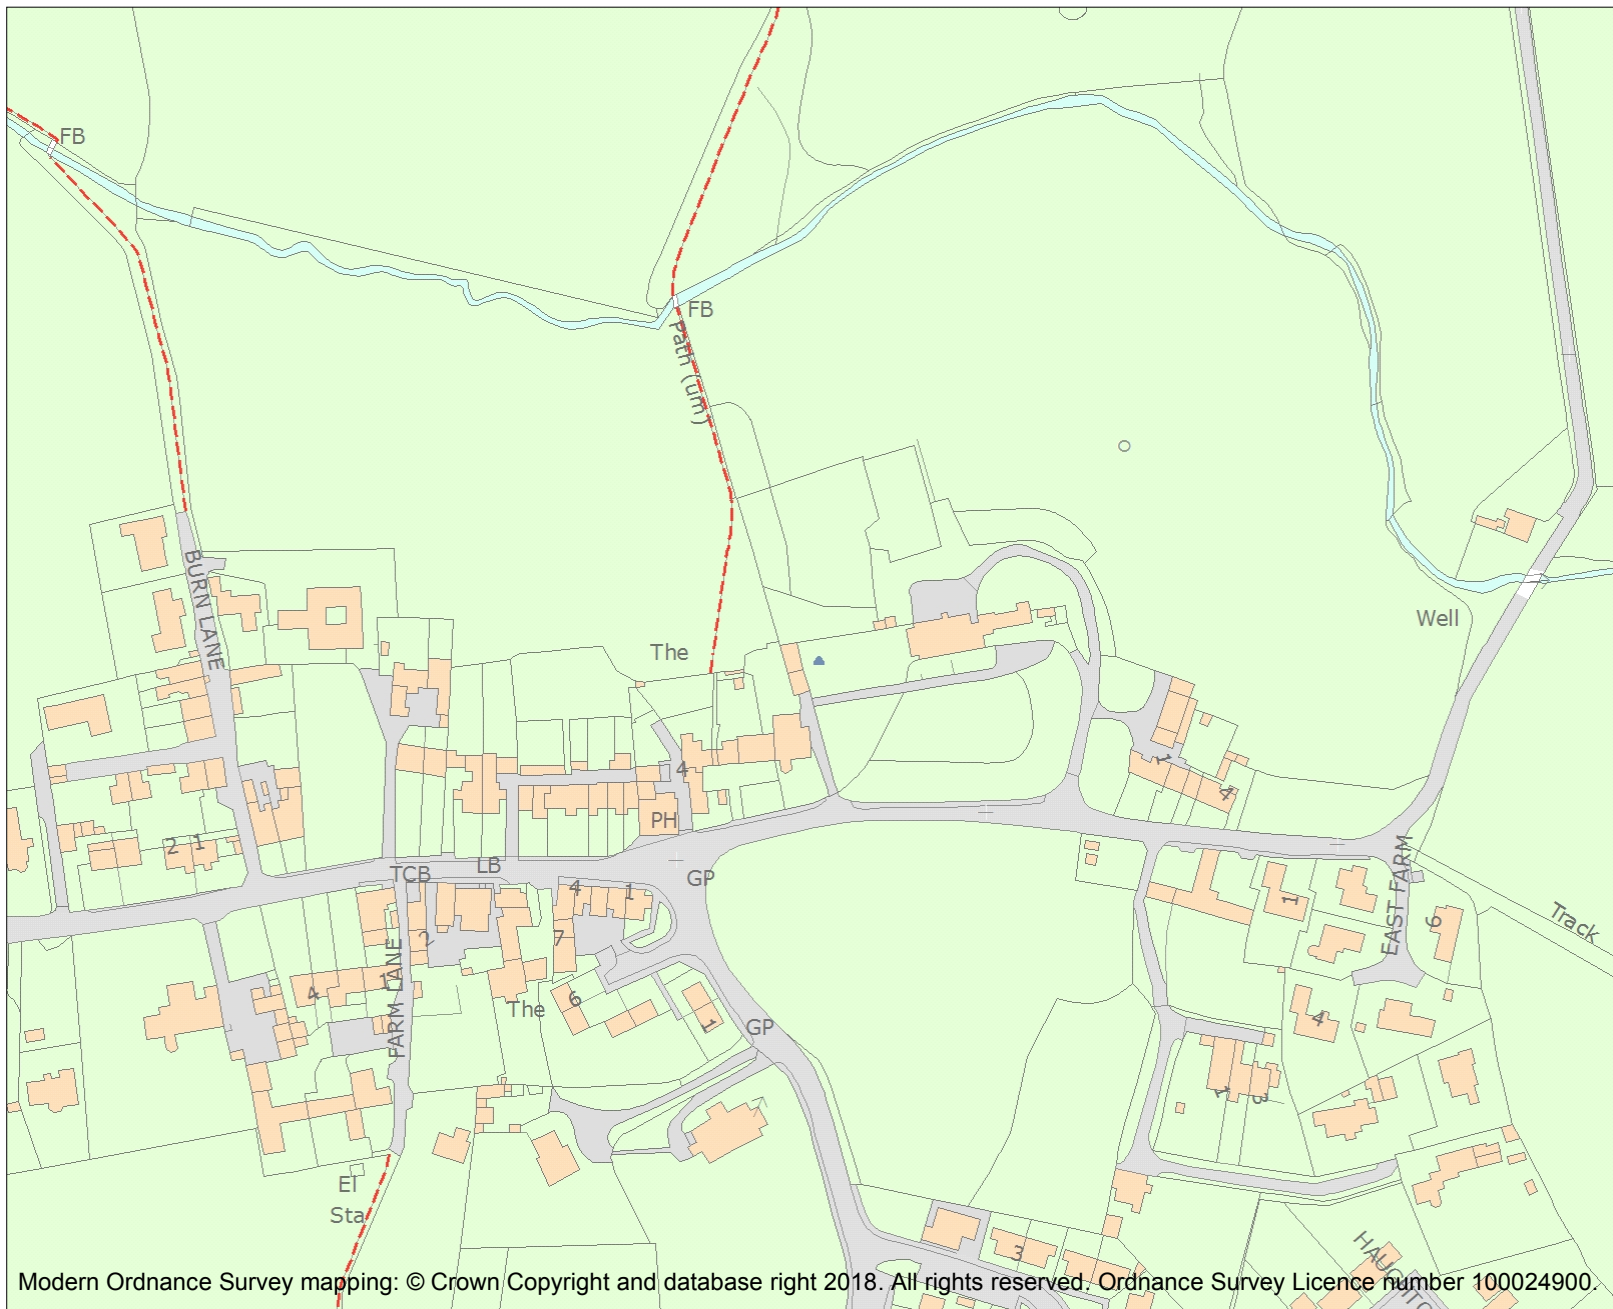 FB
FB
Path (um)
BURN LANE
Well
The
4
1
4
PH
2 1
TCB
LB
GP
4
1
EAST FARM
1
6
Track
2
7
FARM LANE
1
4
6
The
1
GP
4
1
3
El
Sta
3
Modern Ordnance Survey mapping: © Crown Copyright and database right 2018. All rights reserved. Ordnance Survey Licence number 100024900.